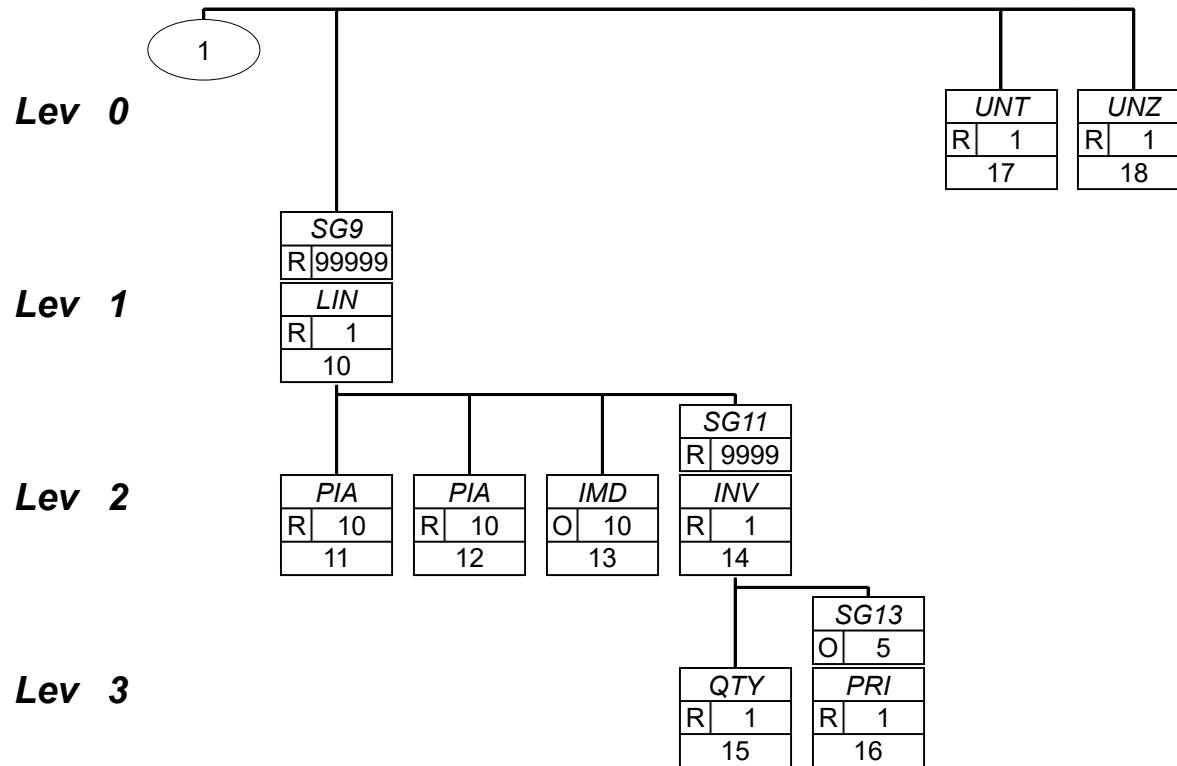 1
Lev 0
UNT
R 1
17
UNZ
R 1
18
SG9
R 99999
Lev 1
LIN
R 1
10
SG11
R 9999
Lev 2
PIA
R 10
11
PIA
R 10
12
IMD
O 10
13
INV
R 1
14
SG13
O 5
Lev 3
QTY
R 1
15
PRI
R 1
16